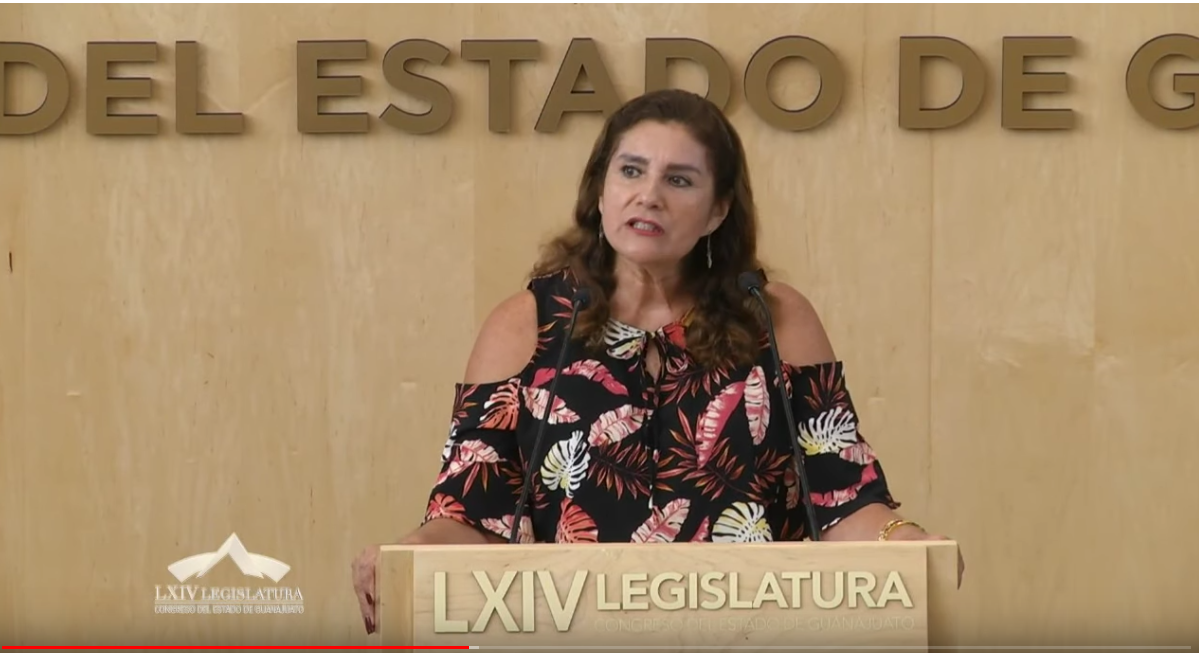 DEL ESTADO DE G
LXIV LEGISLATURA
CONGRESO DEL ESTADO DE GUANAJUATO
LXIV LEGISLATURA
CONGRESO DEL ESTADO DE GUANAJUATO